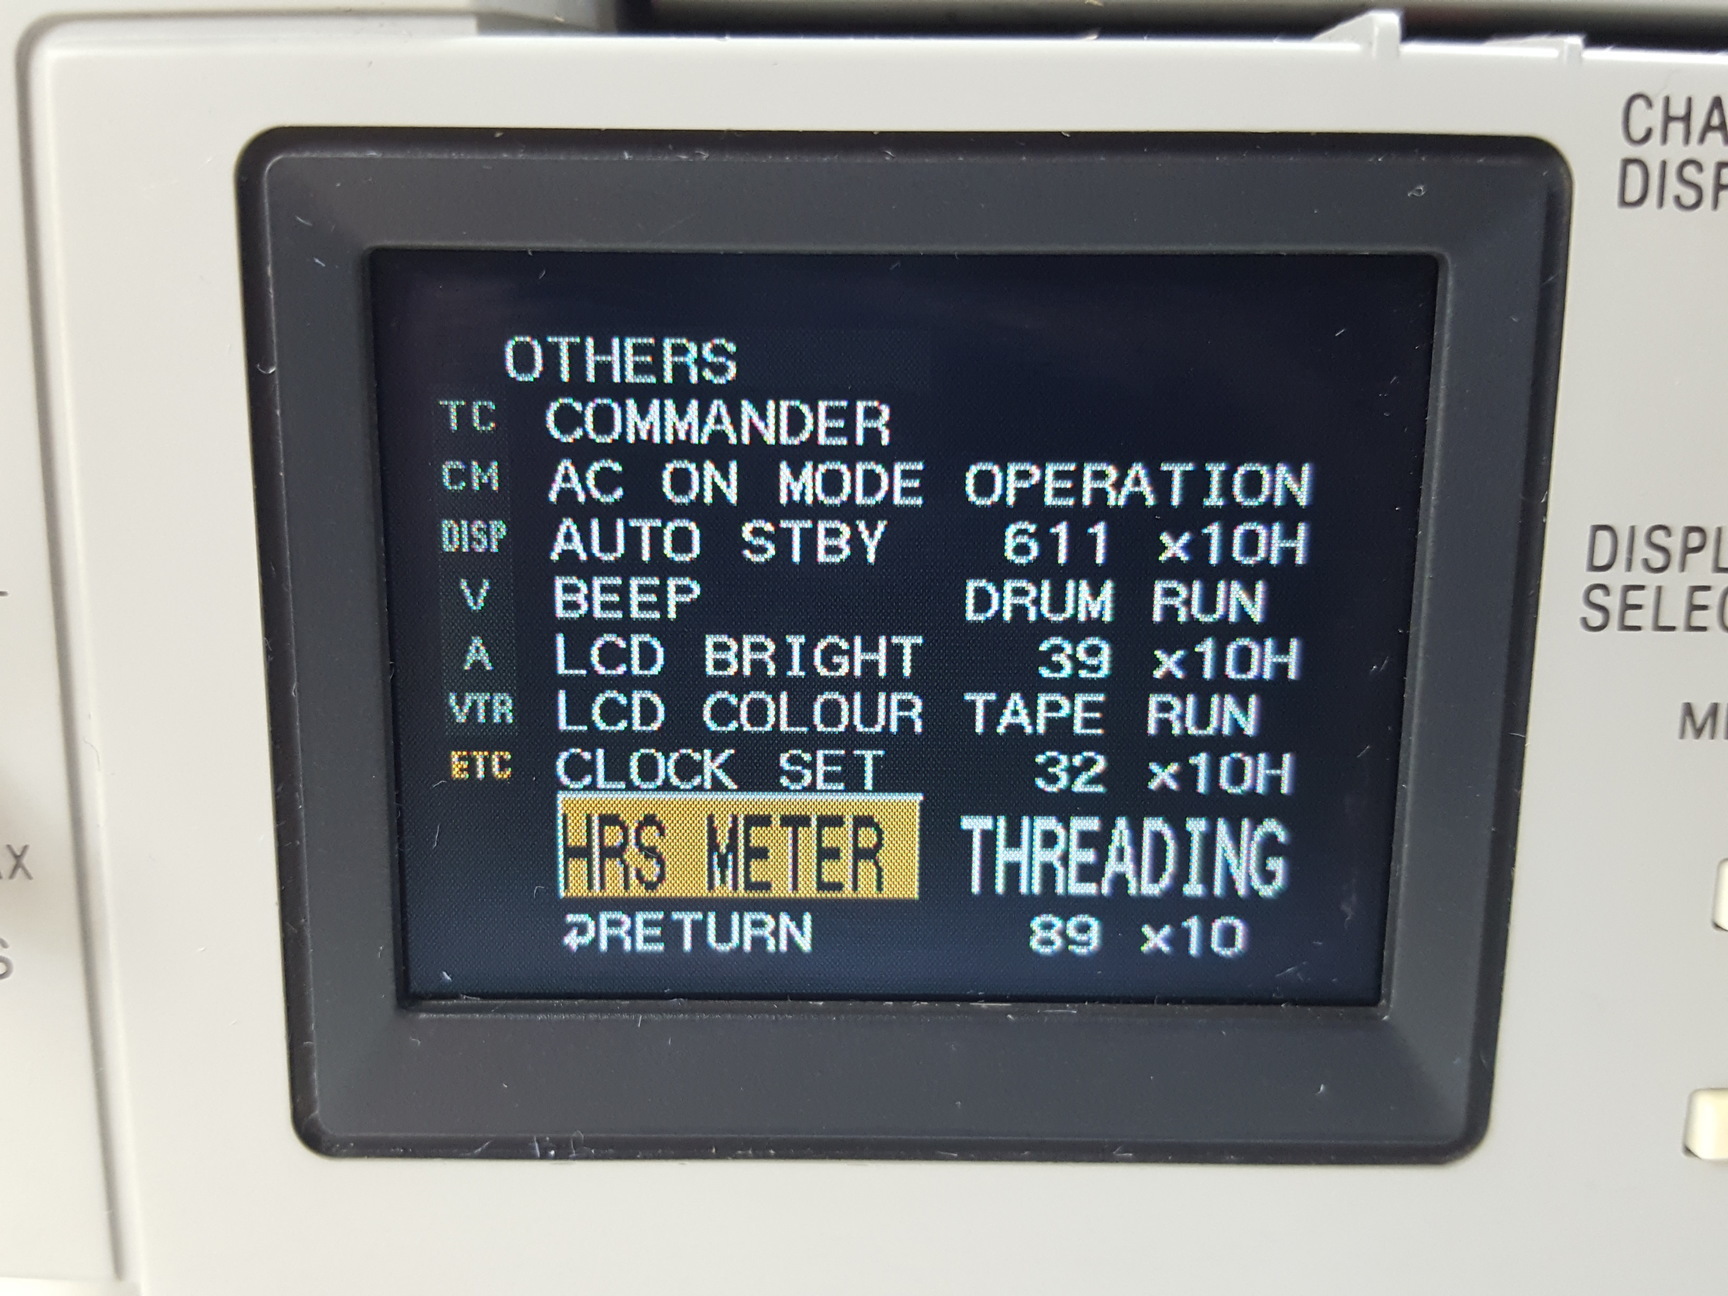 CHA
DISP
OTHERS
TC COMMANDER
CM AC ON MODE OPERATION
DISP AUTO STBY 611 x10H
V BEEP DRUM RUN
A LCD BRIGHT 39 x10H
VTR LCD COLOUR TAPE RUN
ETC CLOCK SET 32 x10H
HRS METER THREADING
⮌RETURN 89 x10
DISPL
SELEC
AX
S